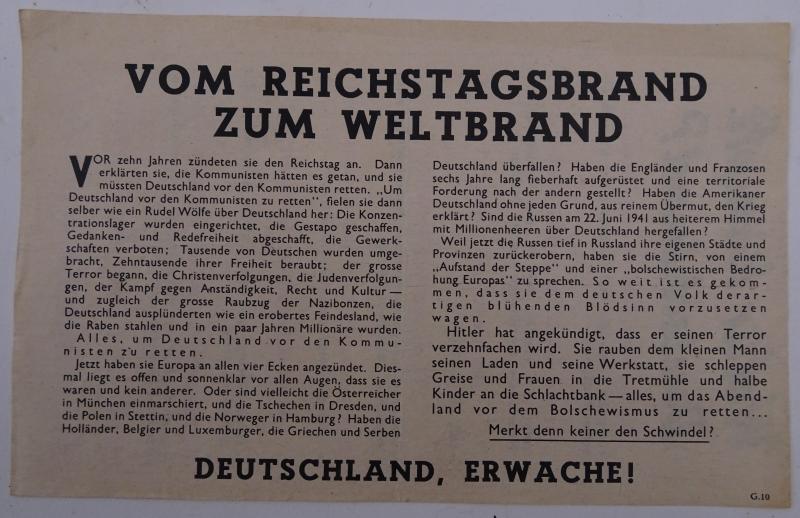 VOM REICHSTAGSBRAND
ZUM WELTBRAND
VOR zehn Jahren zündeten sie den Reichstag an. Dann
erklärten sie, die Kommunisten hätten es getan, und sie
müssten Deutschland vor den Kommunisten retten. „Um
Deutschland vor den Kommunisten zu retten“, fielen sie dann
selber wie ein Rudel Wölfe über Deutschland her: Die Konzen-
trationslager wurden eingerichtet, die Gestapo geschaffen,
Gedanken- und Redefreiheit abgeschafft, die Gewerk-
schaften verboten; Tausende von Deutschen wurden umge-
bracht, Zehntausende ihrer Freiheit beraubt; der grosse
Terror begann, die Christenverfolgungen, die Judenverfolgun-
gen, der Kampf gegen Anständigkeit, Recht und Kultur—
und zugleich der grosse Raubzug der Nazibonzen, die
Deutschland ausplünderten wie ein erobertes Feindesland, wie
die Raben stahlen und in ein paar Jahren Millionäre wurden.
Alles, um Deutschland vor den Kommu-
nisten zu retten.
Jetzt haben sie Europa an allen vier Ecken angezündet. Dies-
mal liegt es offen und sonnenklar vor allen Augen, dass sie es
waren und kein anderer. Oder sind vielleicht die Österreicher
in München einmarschiert, und die Tschechen in Dresden, und
die Polen in Stettin, und die Norweger in Hamburg? Haben die
Holländer, Belgier und Luxemburger, die Griechen und Serben
Deutschland überfallen? Haben die Engländer und Franzosen
sechs Jahre lang fieberhaft aufgerüstet und eine territoriale
Forderung nach der andern gestellt? Haben die Amerikaner
Deutschland ohne jeden Grund, aus reinem Übermut, den Krieg
erklärt? Sind die Russen am 22. Juni 1941 aus heiterem Himmel
mit Millionenheeren über Deutschland hergefallen?
Weil jetzt die Russen tief in Russland ihre eigenen Städte und
Provinzen zurückerobern, haben sie die Stirn, von einem
„Aufstand der Steppe“ und einer „bolschewistischen Bedro-
hung Europas“ zu sprechen. So weit ist es gekom-
men, dass sie dem deutschen Volk derar-
tigen blühenden Blödsinn vorzusetzen
wagen.
Hitler hat angekündigt, dass er seinen Terror
verzehnfachen wird. Sie rauben dem kleinen Mann
seinen Laden und seine Werkstatt, sie schleppen
Greise und Frauen in die Tretmühle und halbe
Kinder an die Schlachtbank—alles, um das Abend-
land vor dem Bolschewismus zu retten...
Merkt denn keiner den Schwindel?
DEUTSCHLAND, ERWACHE!
G.10